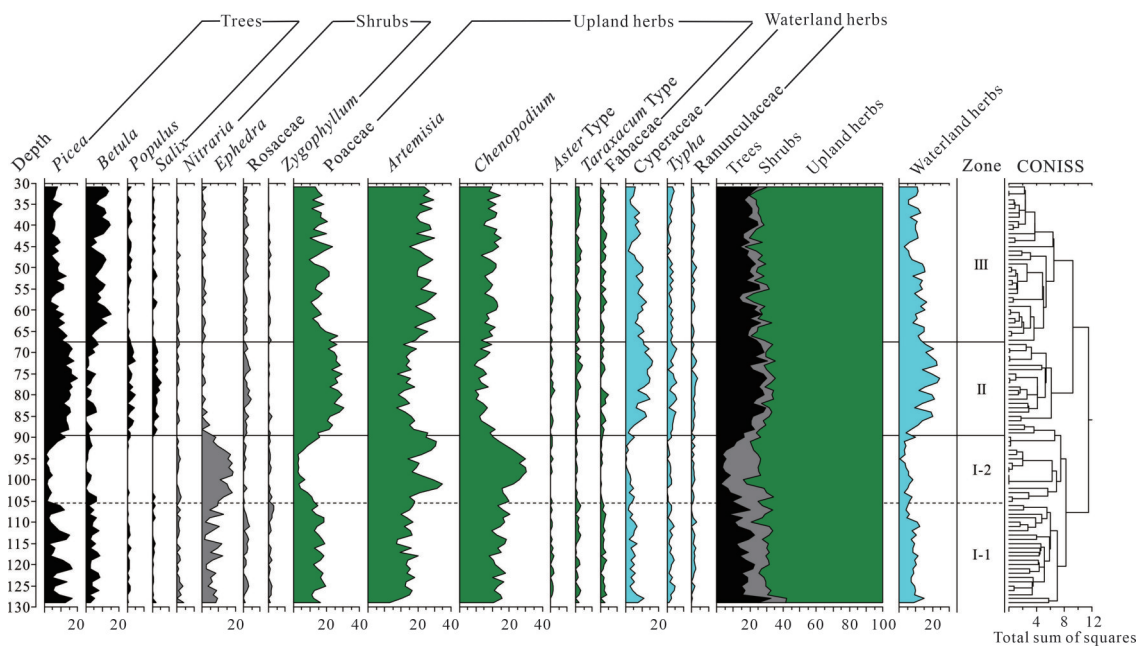 Trees Shrubs Upland herbs Waterland herbs
Depth Picea Betula Populus Salix Nitraria Ephedra Rosaceae Zygophyllum Poaceae Artemisia Chenopodium Aster Type Taraxacum Type Fabaceae Cyperaceae Typha Ranunculaceae Trees Shrubs Upland herbs Waterland herbs Zone CONISS
30
35
40
45
50
55
60
65
70
75
80
85
90
95
100
105
110
115
120
125
130
III
II
I-2
I-1
20 20 20 20 40 20 40 20 40 20 20 40 60 80 100 20 4 8 12
Total sum of squares